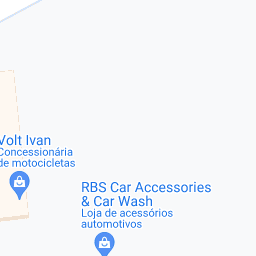 Volt Ivan
Concessionária
de motocicletas
RBS Car Accessories
& Car Wash
Loja de acessórios
automotivos